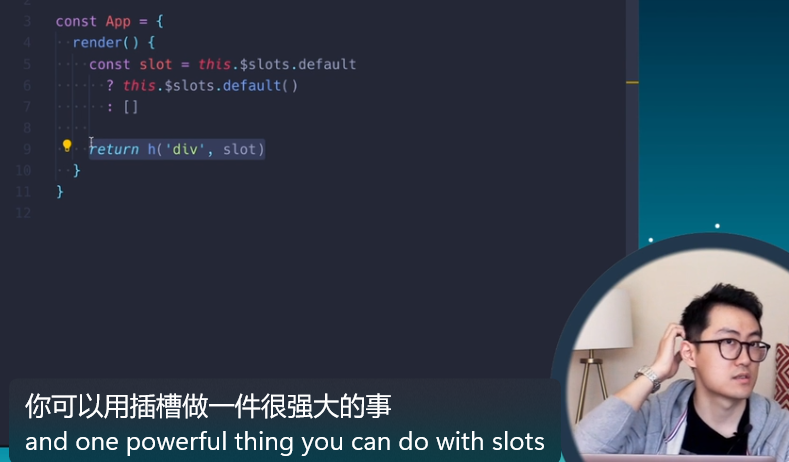 3 const App = {
4 render() {
5 const slot = this.$slots.default
6 ? this.$slots.default()
7 : []
8
9 return h('div', slot)
10 }
11 }
12
你可以用插槽做一件很强大的事
and one powerful thing you can do with slots